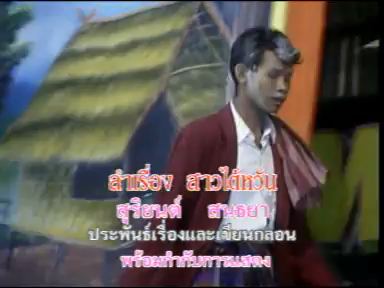 ลำเรื่อง สาวไต้หวัน
สุริยนต์ สนธยา
ประพันธ์เรื่องและเขียนกลอน
พร้อมกำกับการแสดง